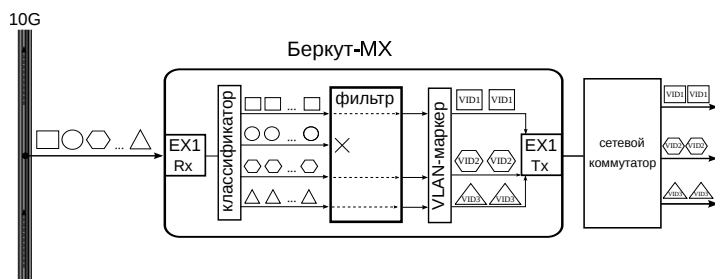 10G
Беркут-MX
... 
EX1
Rx
классификатор
...
...
...
...
фильтр
VLAN-маркер
VID1 VID1
VID2 VID2
VID3 VID3
EX1
Tx
сетевой
коммутатор
VID1 VID1
VID2 VID2
VID3 VID3